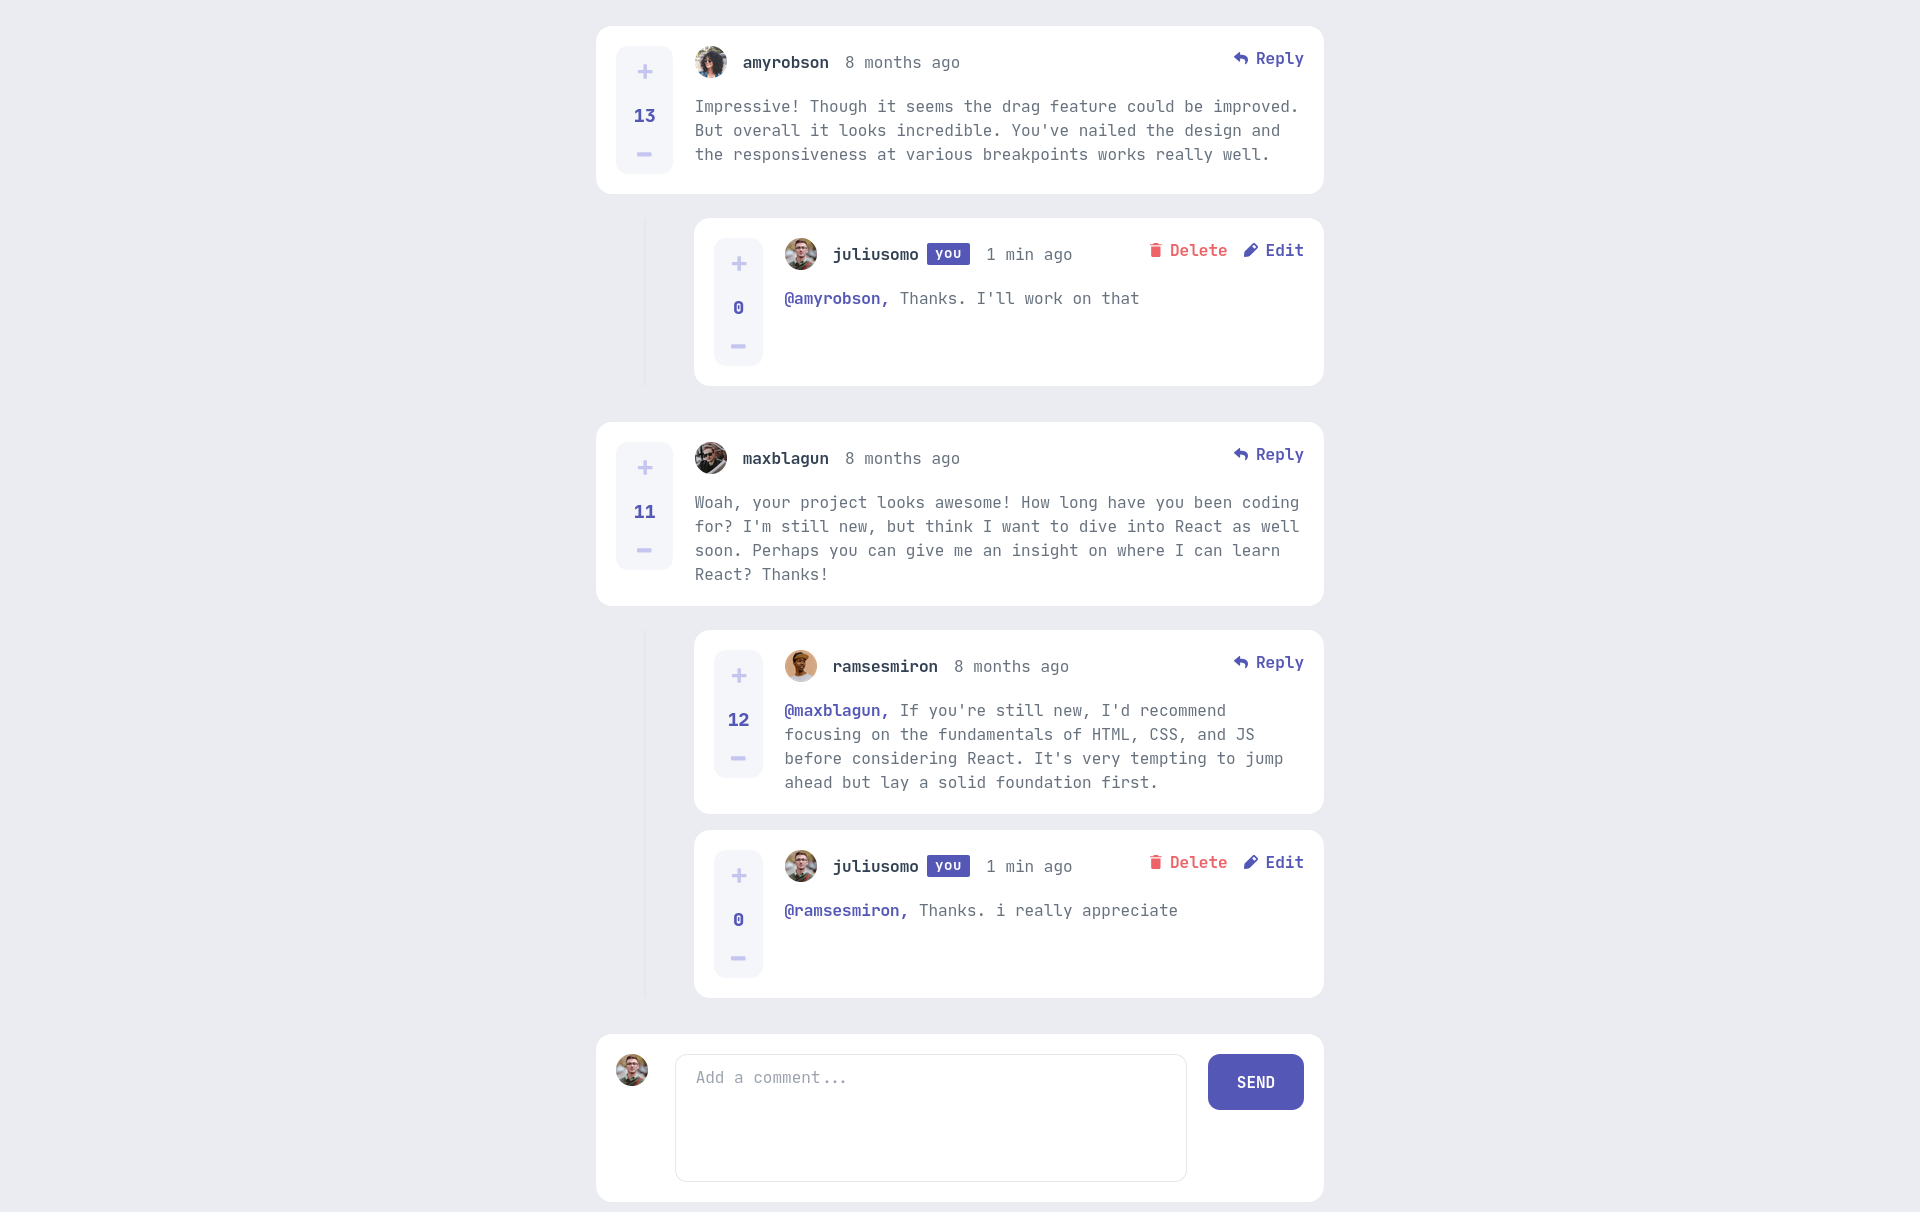 amyrobson 8 months ago Reply
13
Impressive! Though it seems the drag feature could be improved.
But overall it looks incredible. You've nailed the design and
the responsiveness at various breakpoints works really well.
juliusomo you 1 min ago Delete Edit
0
@amyrobson, Thanks. I'll work on that
maxblagun 8 months ago Reply
11
Woah, your project looks awesome! How long have you been coding
for? I'm still new, but think I want to dive into React as well
soon. Perhaps you can give me an insight on where I can learn
React? Thanks!
ramsesmiron 8 months ago Reply
12
@maxblagun, If you're still new, I'd recommend
focusing on the fundamentals of HTML, CSS, and JS
before considering React. It's very tempting to jump
ahead but lay a solid foundation first.
juliusomo you 1 min ago Delete Edit
0
@ramsesmiron, Thanks. i really appreciate
Add a comment...
SEND